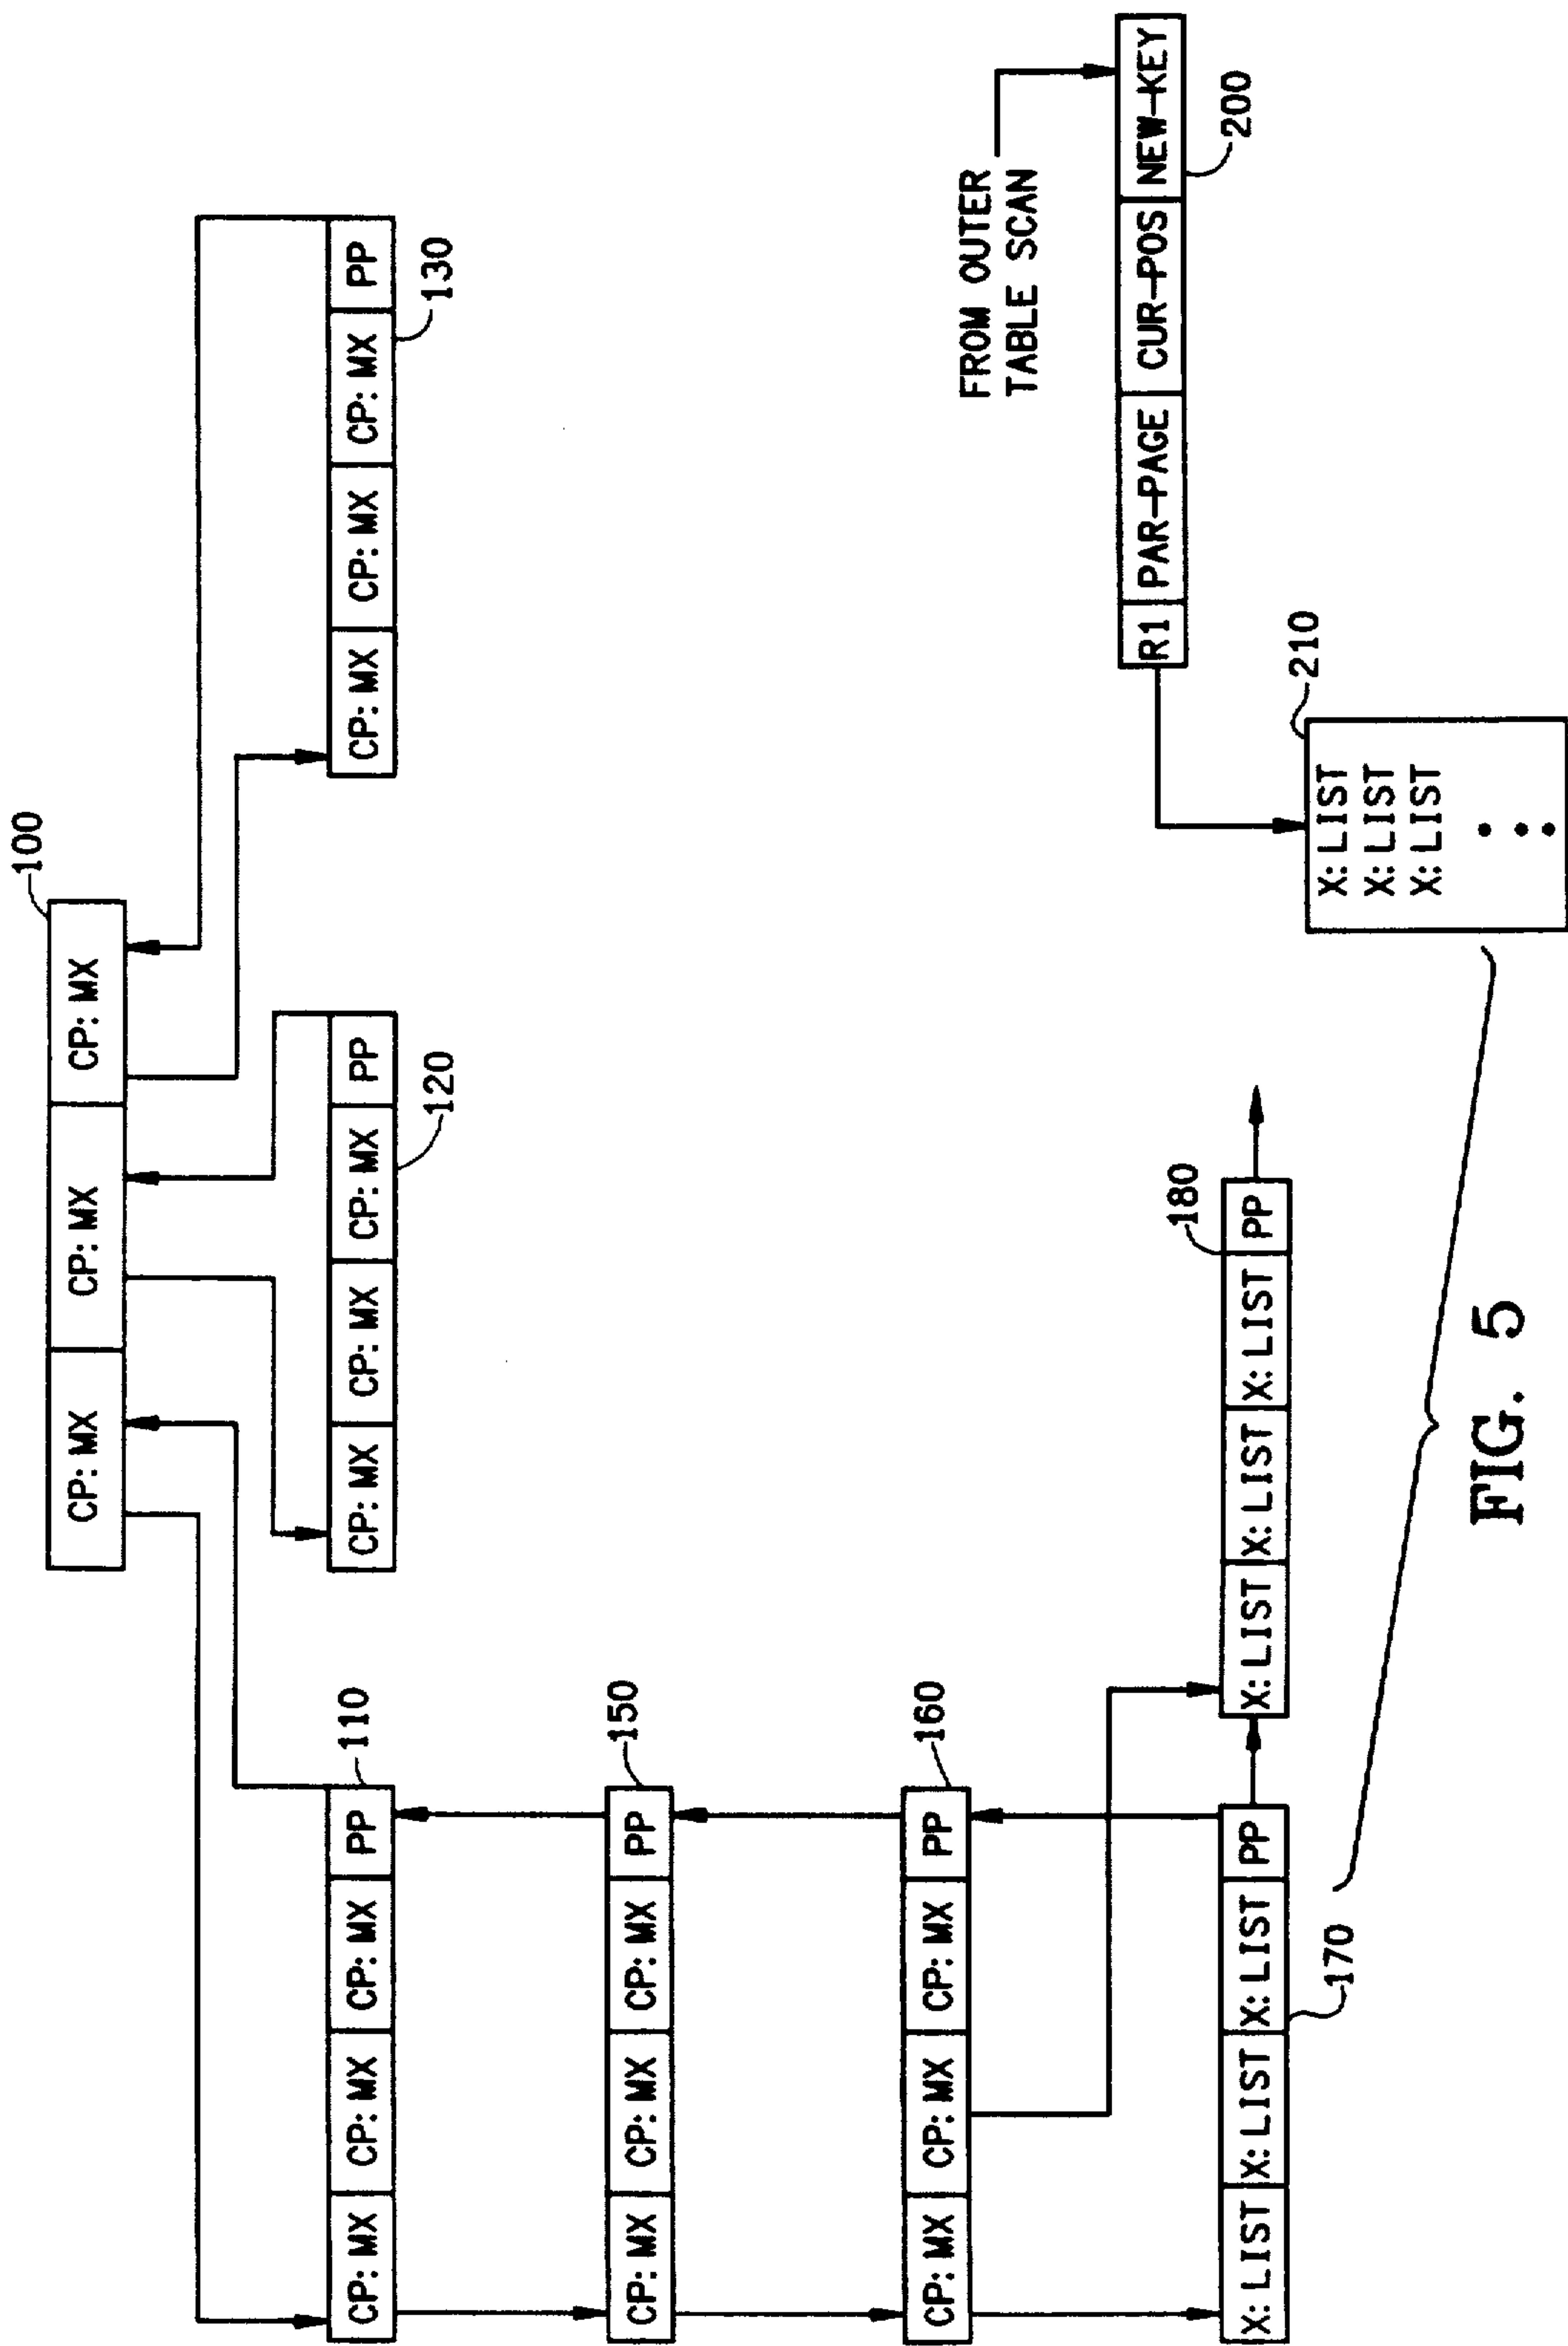 100
CP: MX CP: MX CP: MX
110
CP: MX CP: MX CP: MX PP
120
CP: MX CP: MX CP: MX PP
130
CP: MX CP: MX CP: MX PP
150
CP: MX CP: MX CP: MX PP
160
CP: MX CP: MX CP: MX PP
170
X: LIST X: LIST X: LIST PP
180
X: LIST X: LIST X: LIST PP
FROM OUTER
TABLE SCAN
R1 PAR-PAGE CUR-POS NEW-KEY
200
210
X: LIST
X: LIST
X: LIST
FIG. 5